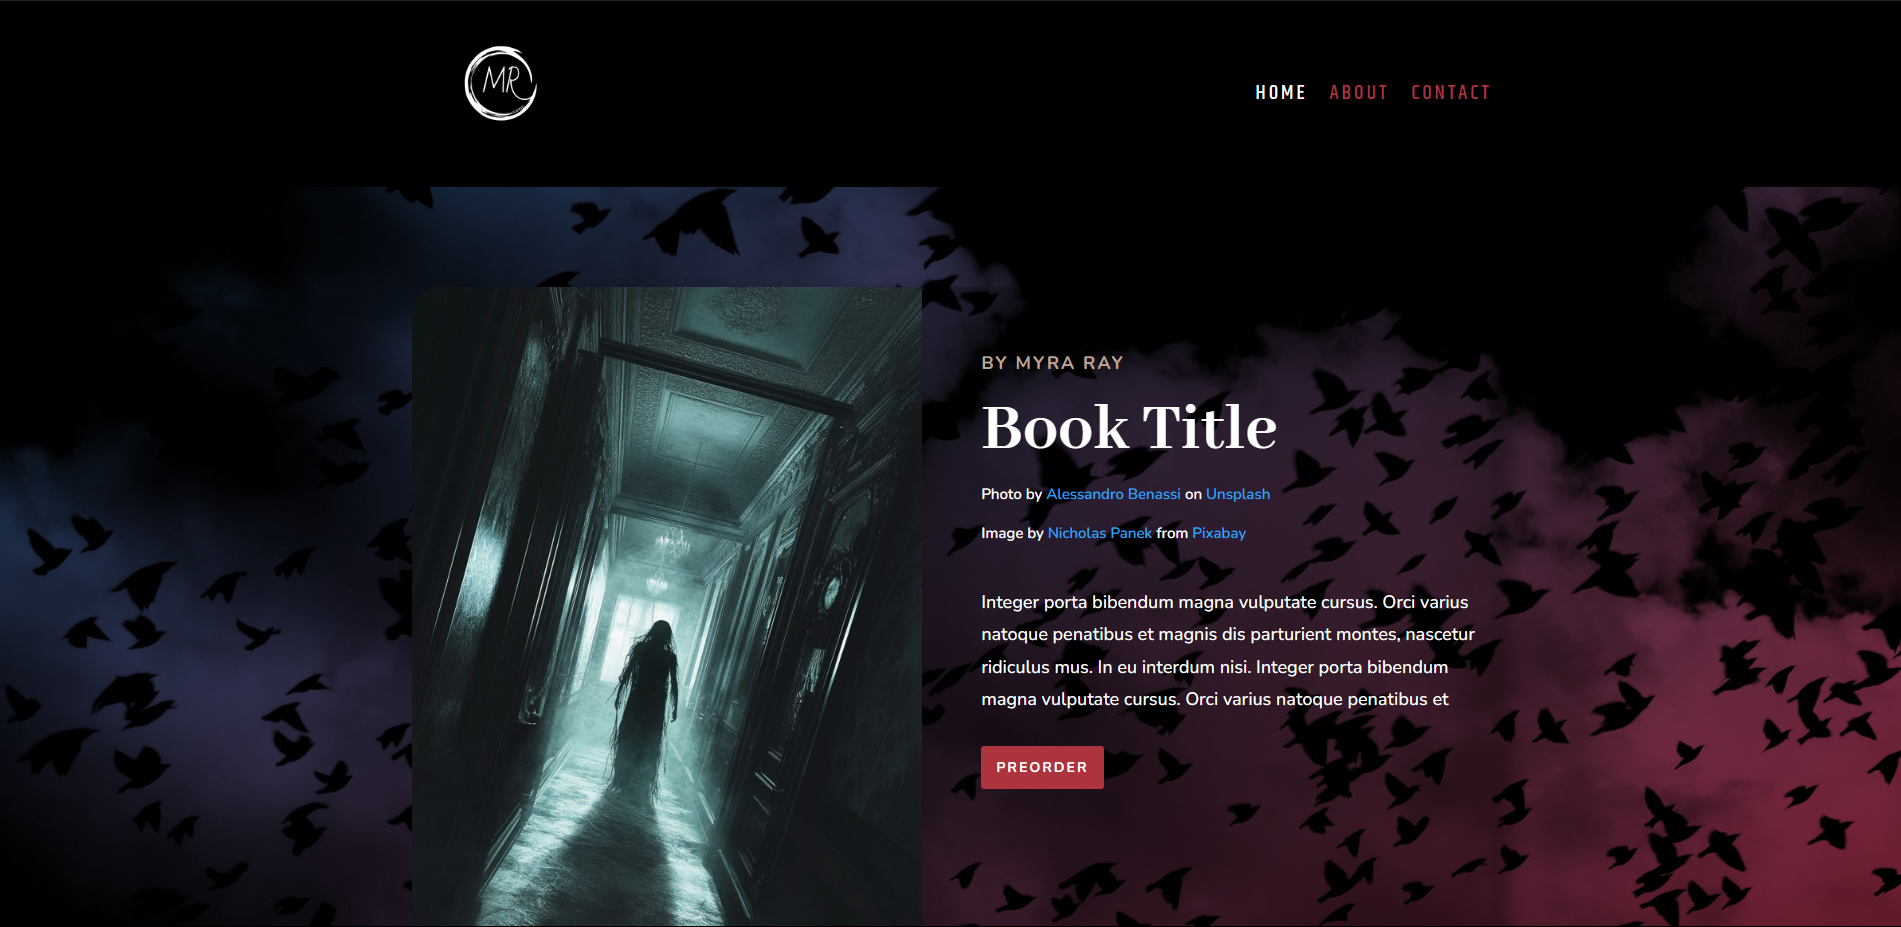 MR
HOME ABOUT CONTACT
BY MYRA RAY
Book Title
Photo by Alessandro Benassi on Unsplash
Image by Nicholas Panek from Pixabay
Integer porta bibendum magna vulputate cursus. Orci varius
natoque penatibus et magnis dis parturient montes, nascetur
ridiculus mus. In eu interdum nisi. Integer porta bibendum
magna vulputate cursus. Orci varius natoque penatibus et
PREORDER